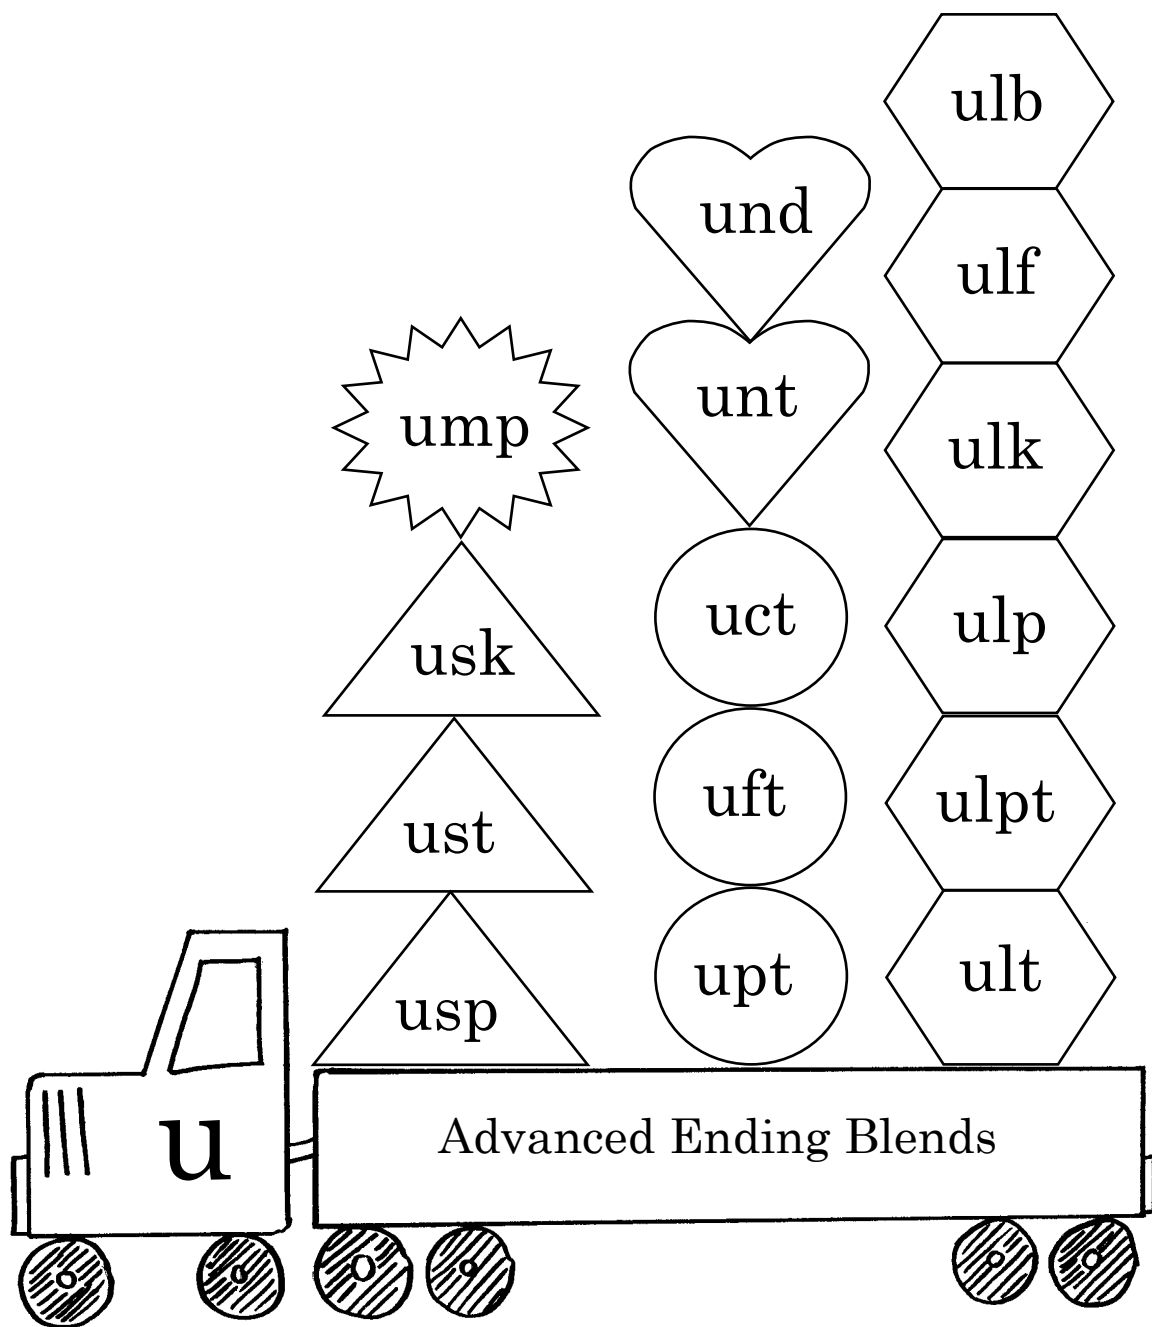 ulb
und
ulf
ump
unt
ulk
usk
uct
ulp
ust
uft
ulpt
usp
upt
ult
u
Advanced Ending Blends